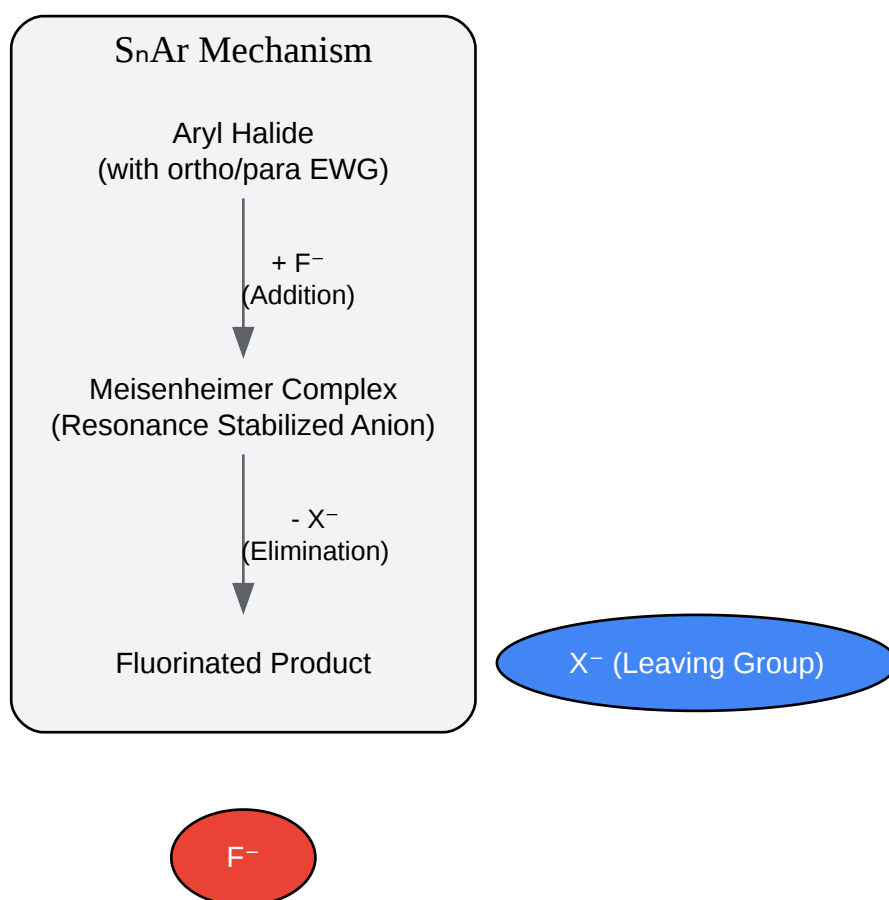 SₙAr Mechanism
Aryl Halide
(with ortho/para EWG)
+ F⁻
(Addition)
Meisenheimer Complex
(Resonance Stabilized Anion)
- X⁻
(Elimination)
Fluorinated Product
X⁻ (Leaving Group)
F⁻